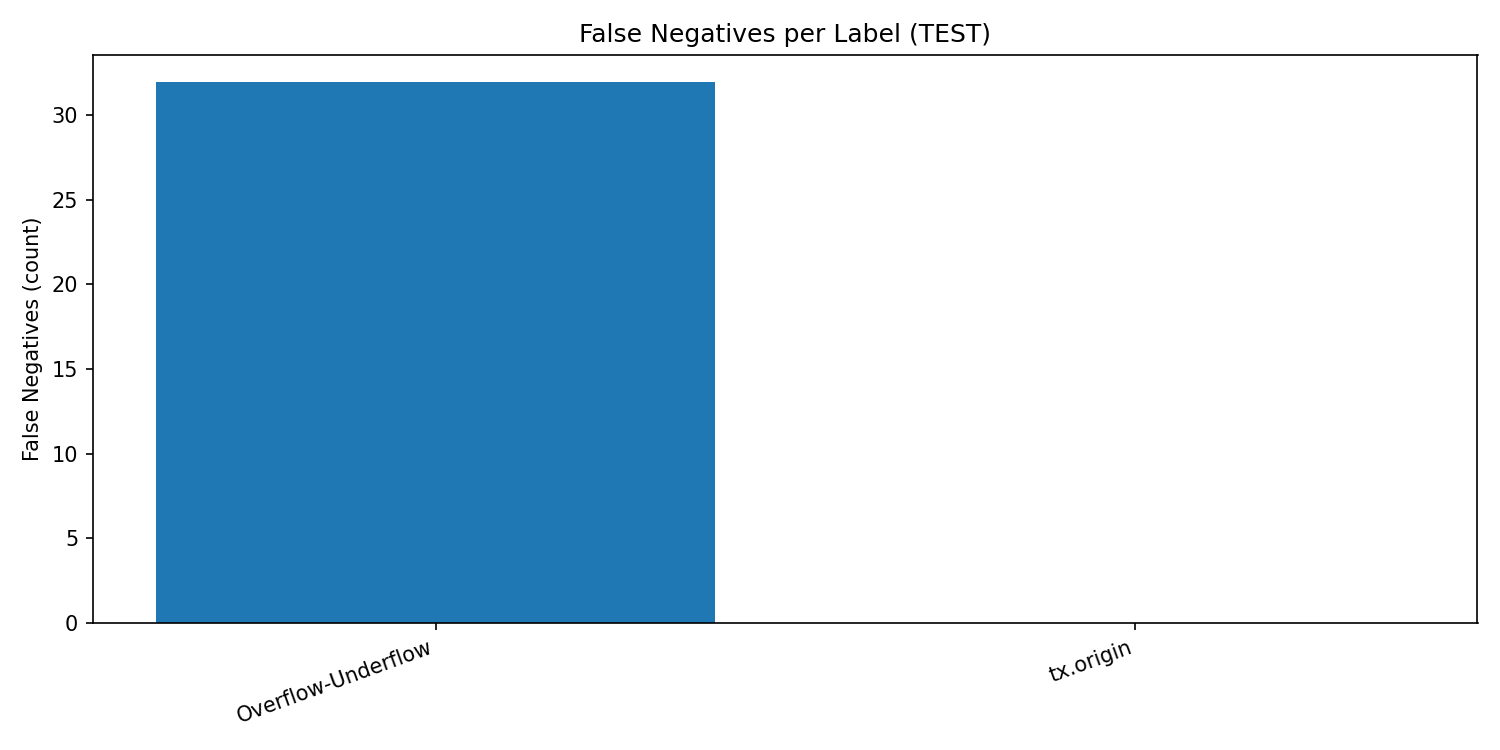 False Negatives per Label (TEST)
False Negatives (count)
30
25
20
15
10
5
0
Overflow-Underflow
tx.origin